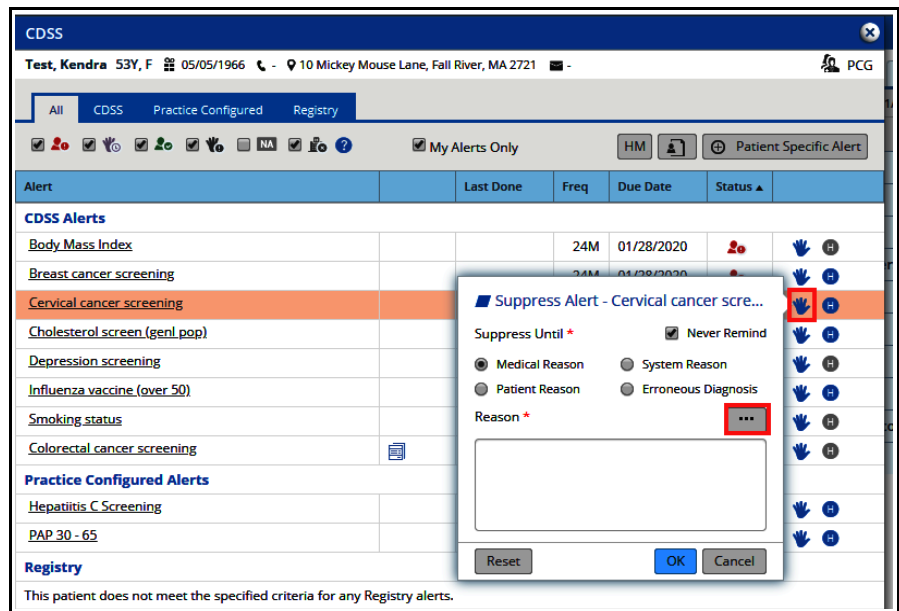 CDSS
Test, Kendra 53Y, F 05/05/1966 - 10 Mickey Mouse Lane, Fall River, MA 2721 - PCG
All CDSS Practice Configured Registry
NA ? My Alerts Only HM Patient Specific Alert
Alert Last Done Freq Due Date Status
CDSS Alerts
Body Mass Index 24M 01/28/2020 H
Breast cancer screening 24M 01/28/2020 H
Cervical cancer screening H
Cholesterol screen (genl pop) H
Depression screening H
Influenza vaccine (over 50) H
Smoking status H
Colorectal cancer screening H
Practice Configured Alerts
Hepatiitis C Screening H
PAP 30 - 65 H
Registry
This patient does not meet the specified criteria for any Registry alerts.
Suppress Alert - Cervical cancer scre...
Suppress Until * Never Remind
Medical Reason System Reason
Patient Reason Erroneous Diagnosis
Reason * ...
Reset OK Cancel